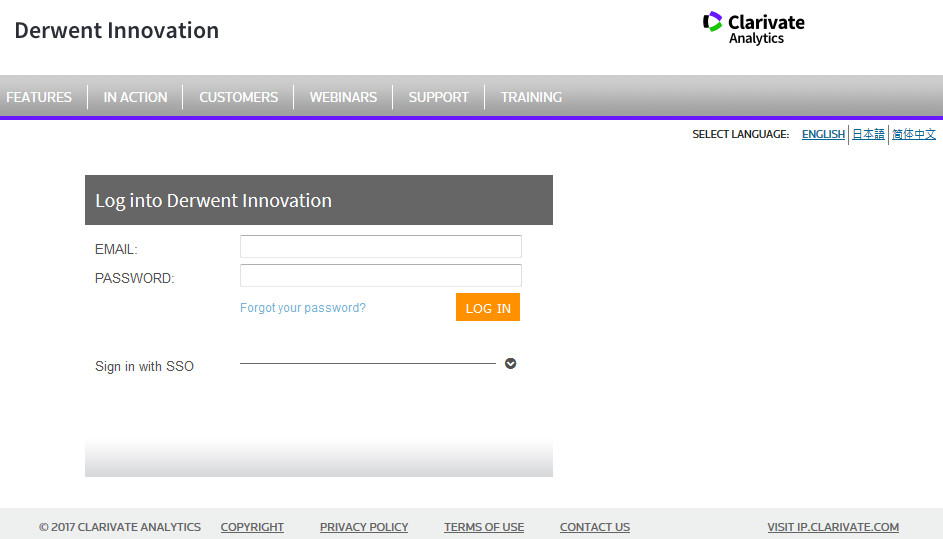 Derwent Innovation
Clarivate
Analytics
FEATURES IN ACTION CUSTOMERS WEBINARS SUPPORT TRAINING
SELECT LANGUAGE: ENGLISH 日本語 简体中文
Log into Derwent Innovation
EMAIL:
PASSWORD:
Forgot your password? LOG IN
Sign in with SSO
© 2017 CLARIVATE ANALYTICS COPYRIGHT PRIVACY POLICY TERMS OF USE CONTACT US VISIT IP.CLARIVATE.COM